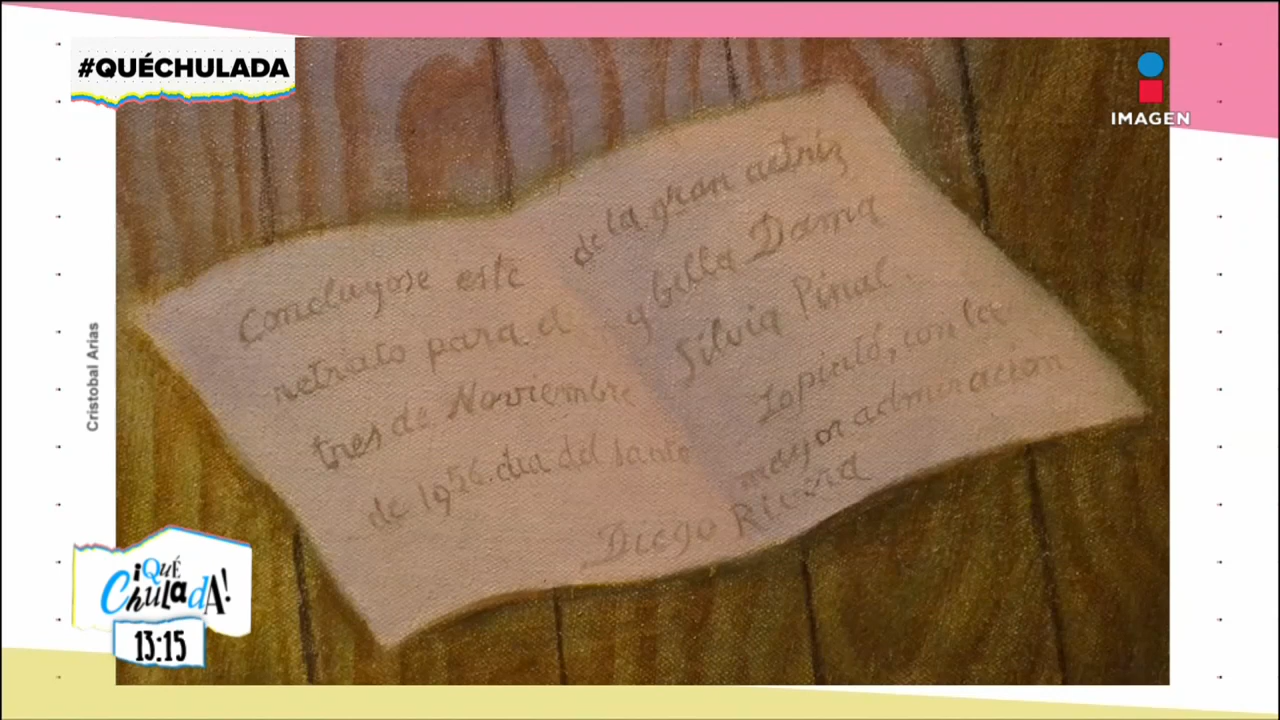 #QUÉCHULADA
IMAGEN
Concluyose este
retrato para el
tres de Noviembre
de 1956. dia del santo
de la gran actriz
y bella Dama
Silvia Pinal.
Lo pintó, con la
mayor admiración
Diego Rivera
Cristobal Arias
¡QUÉ
ChuladA!
13:15